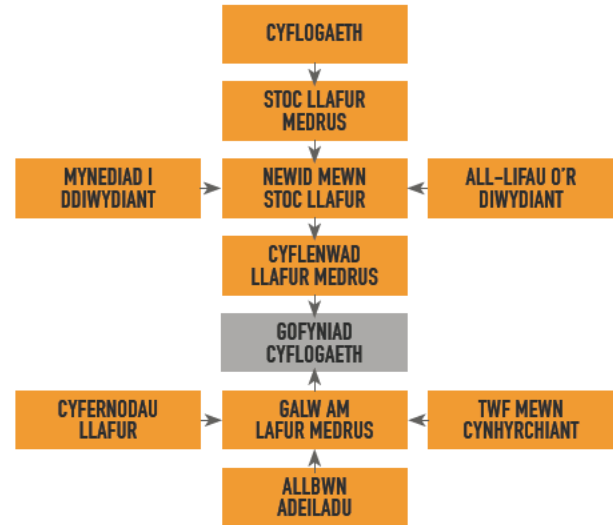 CYFLOGAETH
STOC LLAFUR
MEDRUS
MYNEDIAD I
DDIWYDIANT
NEWID MEWN
STOC LLAFUR
ALL-LIFAU O'R
DIWYDIANT
CYFLENWAD
LLAFUR MEDRUS
GOFYNIAD
CYFLOGAETH
CYFERNODAU
LLAFUR
GALW AM
LAFUR MEDRUS
TWF MEWN
CYNHYRCHIANT
ALLBWN
ADEILADU